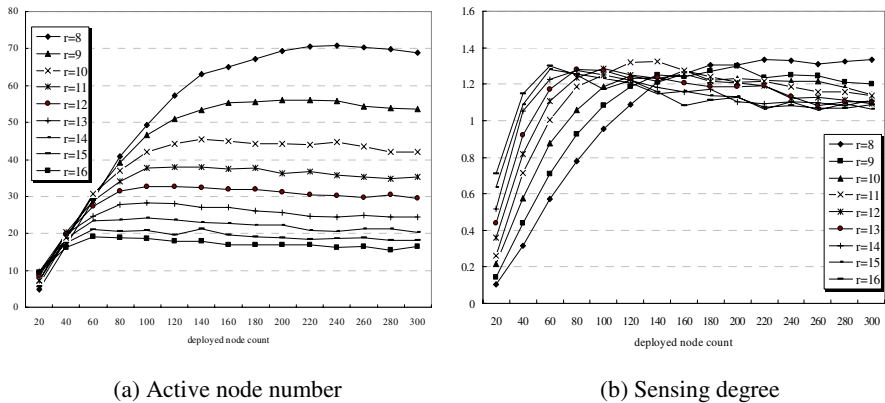 80
70
60
50
40
30
20
10
0
r=8
r=9
r=10
r=11
r=12
r=13
r=14
r=15
r=16
20 40 60 80 100 120 140 160 180 200 220 240 260 280 300
deployed node count
(a) Active node number
1.6
1.4
1.2
1
0.8
0.6
0.4
0.2
0
r=8
r=9
r=10
r=11
r=12
r=13
r=14
r=15
r=16
20 40 60 80 100 120 140 160 180 200 220 240 260 280 300
deployed node count
(b) Sensing degree